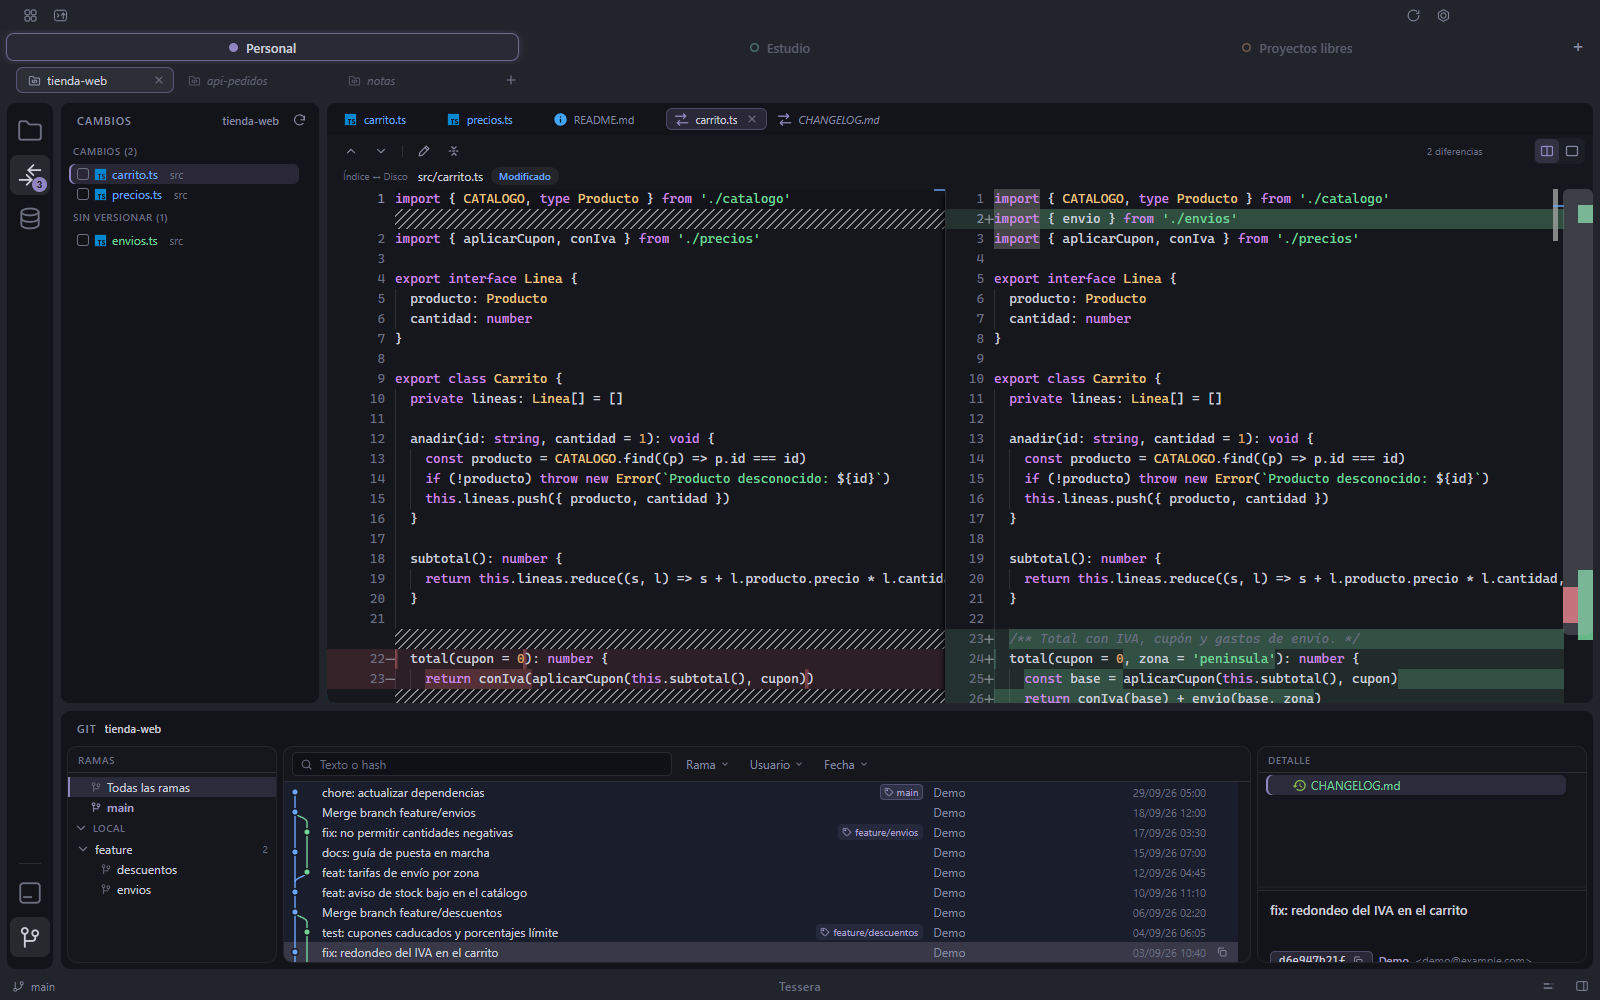 Personal
Estudio
Proyectos libres
tienda-web
api-pedidos
notas
CAMBIOS
tienda-web
CAMBIOS (2)
carrito.ts src
precios.ts src
SIN VERSIONAR (1)
envios.ts src
3
carrito.ts
precios.ts
README.md
carrito.ts
CHANGELOG.md
2 diferencias
Índice ↔ Disco src/carrito.ts Modificado
1 import { CATALOGO, type Producto } from './catalogo'
2 import { aplicarCupon, conIva } from './precios'
3
4 export interface Linea {
5 producto: Producto
6 cantidad: number
7 }
8
9 export class Carrito {
10 private lineas: Linea[] = []
11
12 anadir(id: string, cantidad = 1): void {
13 const producto = CATALOGO.find((p) => p.id === id)
14 if (!producto) throw new Error(`Producto desconocido: ${id}`)
15 this.lineas.push({ producto, cantidad })
16 }
17
18 subtotal(): number {
19 return this.lineas.reduce((s, l) => s + l.producto.precio * l.cantid
20 }
21
22— total(cupon = 0): number {
23— return conIva(aplicarCupon(this.subtotal(), cupon))
1 import { CATALOGO, type Producto } from './catalogo'
2+ import { envio } from './envios'
3 import { aplicarCupon, conIva } from './precios'
4
5 export interface Linea {
6 producto: Producto
7 cantidad: number
8 }
9
10 export class Carrito {
11 private lineas: Linea[] = []
12
13 anadir(id: string, cantidad = 1): void {
14 const producto = CATALOGO.find((p) => p.id === id)
15 if (!producto) throw new Error(`Producto desconocido: ${id}`)
16 this.lineas.push({ producto, cantidad })
17 }
18
19 subtotal(): number {
20 return this.lineas.reduce((s, l) => s + l.producto.precio * l.cantidad,
21 }
22
23+ /** Total con IVA, cupón y gastos de envío. */
24+ total(cupon = 0, zona = 'peninsula'): number {
25+ const base = aplicarCupon(this.subtotal(), cupon)
26+ return conIva(base) + envio(base, zona)
GIT tienda-web
RAMAS
Todas las ramas
main
LOCAL
feature 2
descuentos
envios
Texto o hash
Rama
Usuario
Fecha
chore: actualizar dependencias main Demo 29/09/26 05:00
Merge branch feature/envios Demo 18/09/26 12:00
fix: no permitir cantidades negativas feature/envios Demo 17/09/26 03:30
docs: guía de puesta en marcha Demo 15/09/26 07:00
feat: tarifas de envío por zona Demo 12/09/26 04:45
feat: aviso de stock bajo en el catálogo Demo 10/09/26 11:10
Merge branch feature/descuentos Demo 06/09/26 02:20
test: cupones caducados y porcentajes límite feature/descuentos Demo 04/09/26 06:05
fix: redondeo del IVA en el carrito Demo 03/09/26 10:40
DETALLE
CHANGELOG.md
fix: redondeo del IVA en el carrito
d6e947b21f Demo <demo@example.com>
main
Tessera